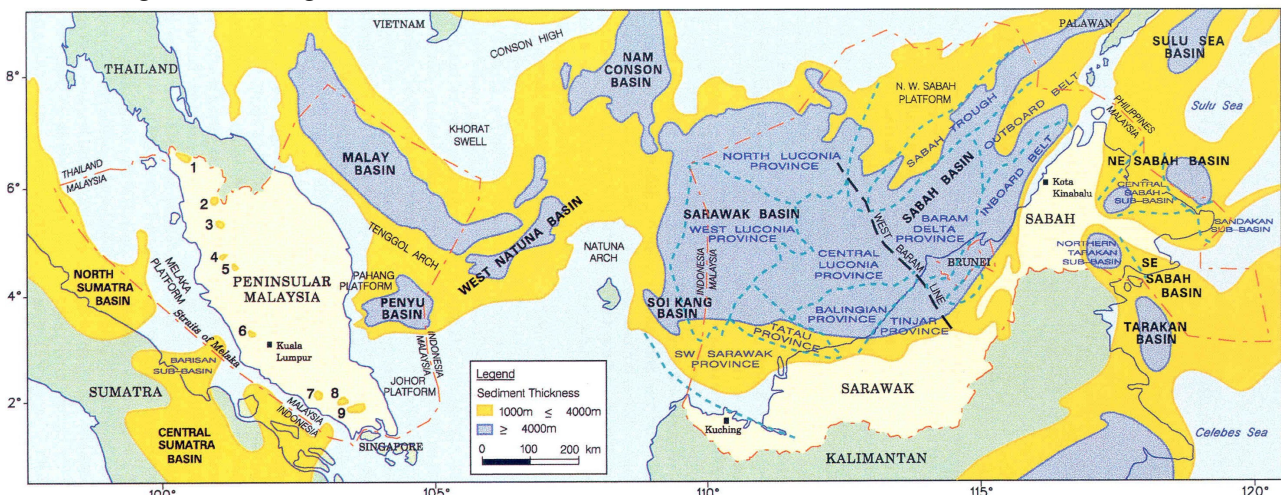 VIETNAM
PALAWAN
CONSON HIGH
SULU SEA
BASIN
THAILAND
8°
NAM
CONSON
BASIN
N. W. SABAH
PLATFORM
SABAH TROUGH
OUTBOARD BELT
PHILIPPINES
MALAYSIA
Sulu Sea
KHORAT
SWELL
MALAY
BASIN
NORTH LUCONIA
PROVINCE
NE SABAH BASIN
THAILAND
MALAYSIA
1
6°
2
3
SABAH BASIN
INBOARD BELT
Kota
Kinabalu
CENTRAL
SABAH
SUB-BASIN
SABAH
SANDAKAN
SUB-BASIN
SARAWAK BASIN
WEST LUCONIA
PROVINCE
INDONESIA
MALAYSIA
WEST BARAM LINE
BARAM
DELTA
PROVINCE
TENGGOL ARCH
WEST NATUNA BASIN
NATUNA
ARCH
4
5
NORTH
SUMATRA
BASIN
MELAKA
PLATFORM
PENINSULAR
MALAYSIA
PAHANG
PLATFORM
CENTRAL
LUCONIA
PROVINCE
BRUNEI
NORTHERN
TARAKAN
SUB-BASIN
SE
SABAH
BASIN
4°
PENYU
BASIN
SOI KANG
BASIN
BALINGIAN
PROVINCE
TINJAR
PROVINCE
TARAKAN
BASIN
Straits of Melaka
6
Kuala
Lumpur
INDONESIA
MALAYSIA
TATAU
PROVINCE
SW SARAWAK
PROVINCE
BARISAN
SUB-BASIN
SUMATRA
JOHOR
PLATFORM
Legend
Sediment Thickness
1000m ≤ 4000m
≥ 4000m
0 100 200
km
SARAWAK
2°
7
8
9
MALAYSIA
INDONESIA
SINGAPORE
Kuching
CENTRAL
SUMATRA
BASIN
KALIMANTAN
Celebes Sea
100°
105°
110°
115°
120°